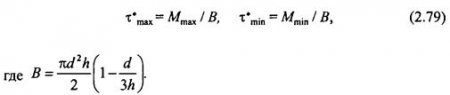 τ*max = Mmax / B, τ*min = Mmin / B, (2.79)
где B = πd²h/2 (1 − d/3h).